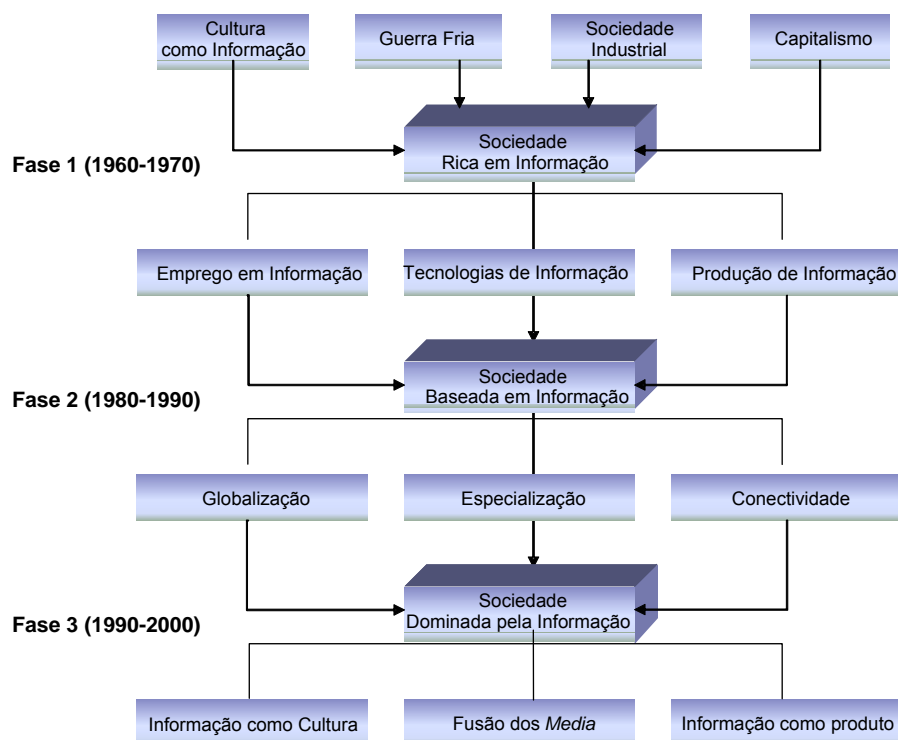 Cultura
como Informação
Guerra Fria
Sociedade
Industrial
Capitalismo
Sociedade
Rica em Informação
Fase 1 (1960-1970)
Emprego em Informação
Tecnologias de Informação
Produção de Informação
Sociedade
Baseada em Informação
Fase 2 (1980-1990)
Globalização
Especialização
Conectividade
Sociedade
Dominada pela Informação
Fase 3 (1990-2000)
Informação como Cultura
Fusão dos Media
Informação como produto